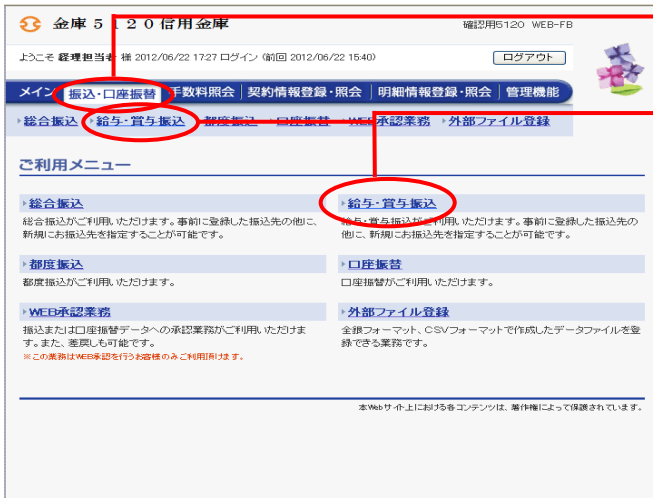 金庫5120信用金庫
確認用5120 WEB-FB
ようこそ 経理担当者 様 2012/06/22 17:27 ログイン (前回 2012/06/22 15:40)
ログアウト
メイン 振込・口座振替 手数料照会 契約情報登録・照会 明細情報登録・照会 管理機能
総合振込 給与・賞与振込 都度振込 口座振替 WEB承認業務 外部ファイル登録
ご利用メニュー
総合振込
総合振込がご利用いただけます。事前に登録した振込先の他に、
新規にお振込先を指定することが可能です。
給与・賞与振込
給与・賞与振込がご利用いただけます。事前に登録した振込先の
他に、新規にお振込先を指定することが可能です。
都度振込
都度振込がご利用いただけます。
口座振替
口座振替がご利用いただけます。
WEB承認業務
振込または口座振替データへの承認業務がご利用いただけま
す。また、差戻しも可能です。
※この業務はWEB承認を行うお客様のみご利用頂けます。
外部ファイル登録
全銀フォーマット、CSVフォーマットで作成したデータファイルを登
録できる業務です。
本Webサイト上における各コンテンツは、著作権によって保護されています。